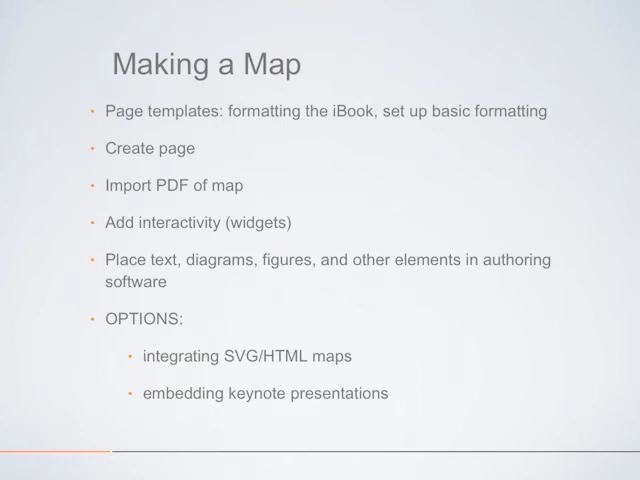 Making a Map
• Page templates: formatting the iBook, set up basic formatting
• Create page
• Import PDF of map
• Add interactivity (widgets)
• Place text, diagrams, figures, and other elements in authoring
software
• OPTIONS:
• integrating SVG/HTML maps
• embedding keynote presentations